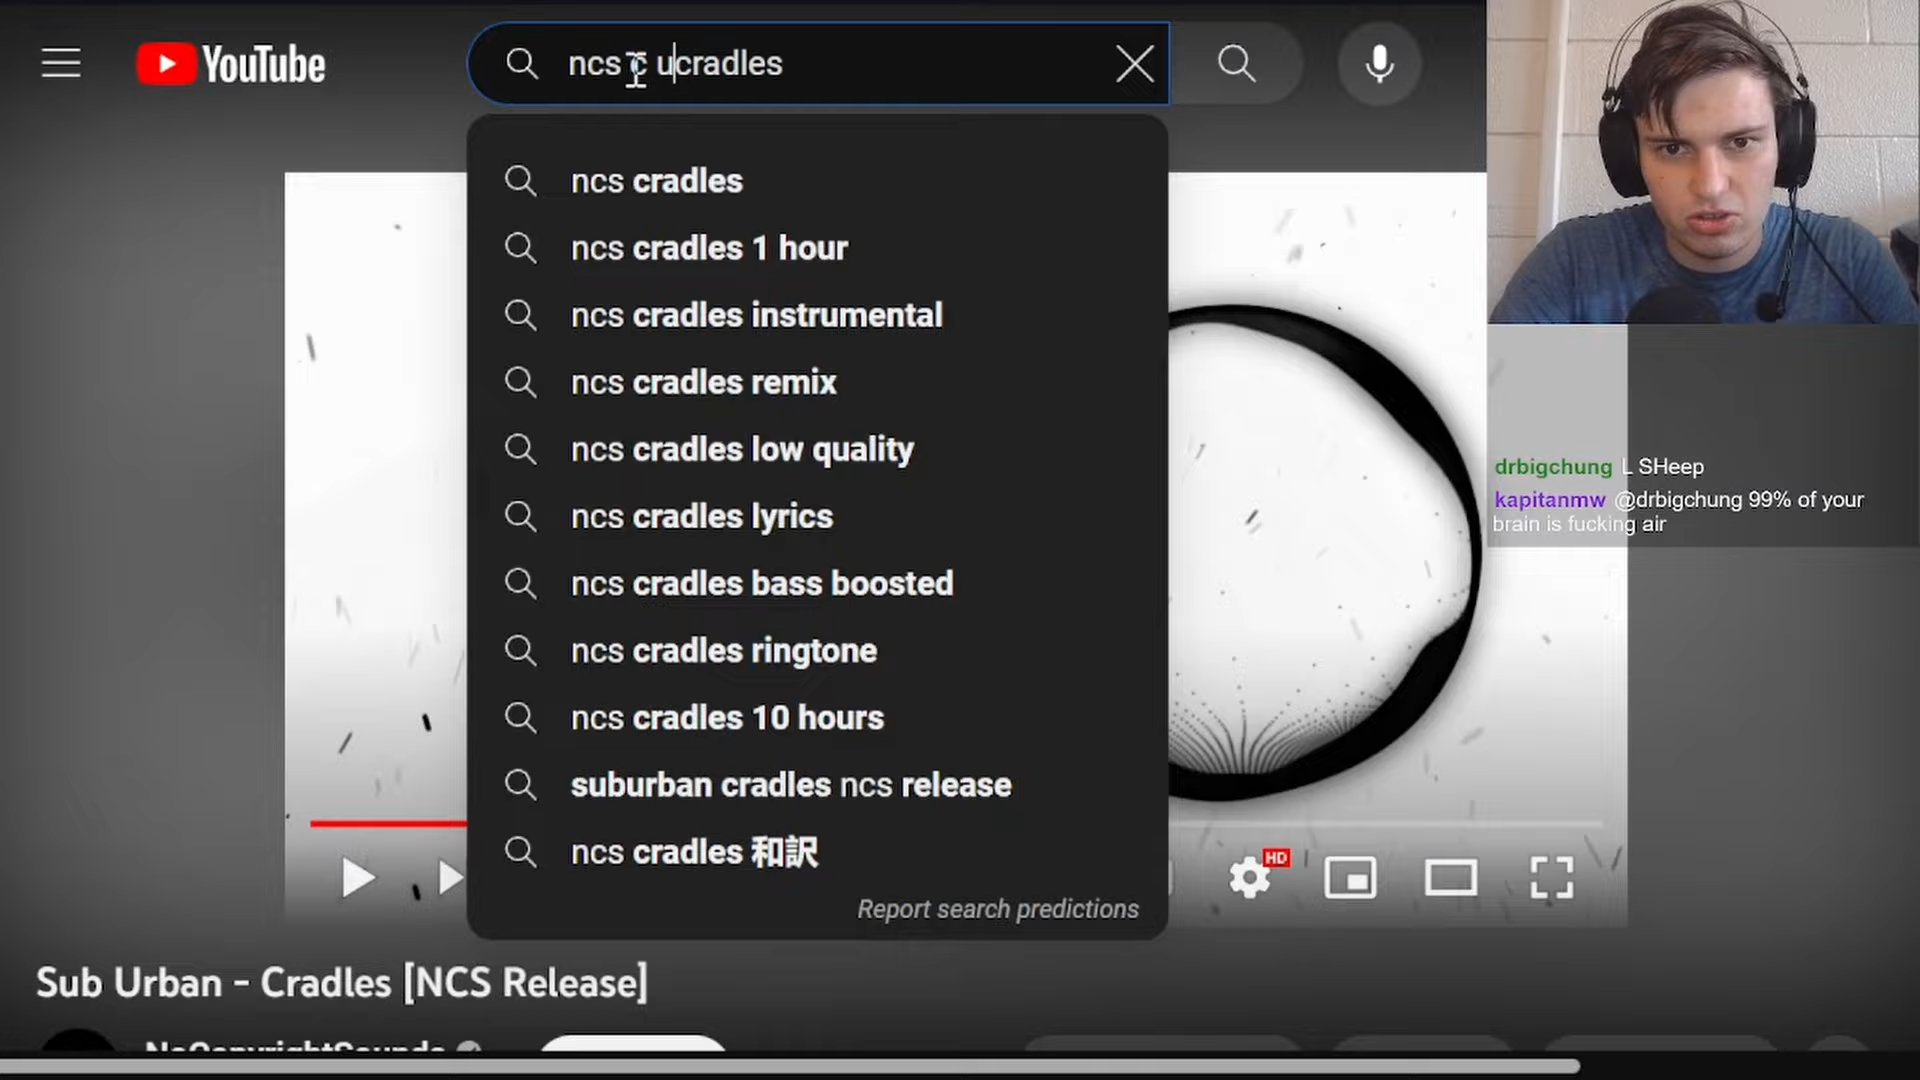 YouTube
ncs c ucradles
ncs cradles
ncs cradles 1 hour
ncs cradles instrumental
ncs cradles remix
ncs cradles low quality
ncs cradles lyrics
ncs cradles bass boosted
ncs cradles ringtone
ncs cradles 10 hours
suburban cradles ncs release
ncs cradles 和訳
Report search predictions
HD
drbigchung L SHeep
kapitanmw @drbigchung 99% of your
brain is fucking air
Sub Urban - Cradles [NCS Release]
NoCopyrightSounds